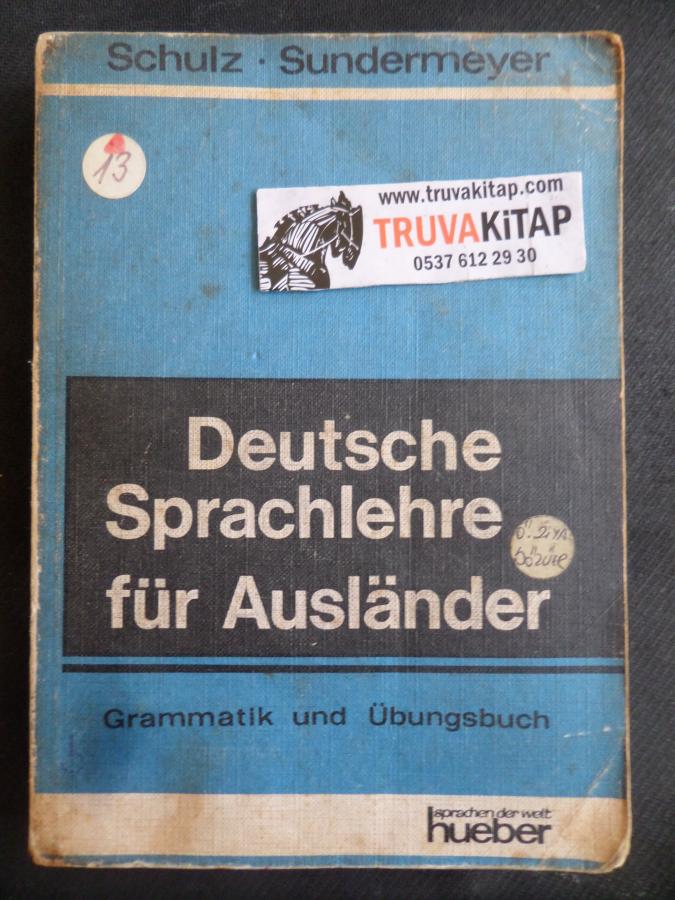 Schulz · Sundermeyer
13
www.truvakitap.com
TRUVAKiTAP
0537 612 29 30
Deutsche
Sprachlehre
für Ausländer
Grammatik und Übungsbuch
sprachen der welt
hueber